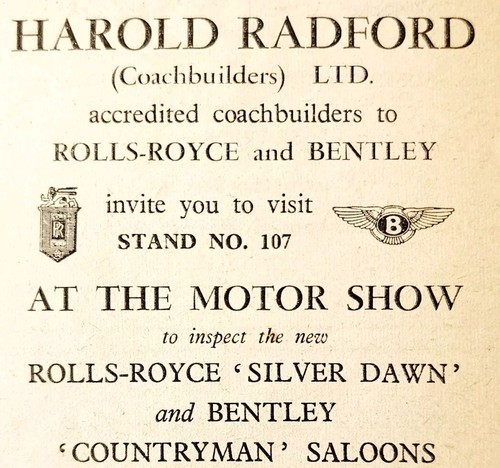 HAROLD RADFORD
(Coachbuilders) LTD.
accredited coachbuilders to
ROLLS-ROYCE and BENTLEY
invite you to visit
STAND NO. 107
RR
B
AT THE MOTOR SHOW
to inspect the new
ROLLS-ROYCE ‘SILVER DAWN’
and BENTLEY
‘COUNTRYMAN’ SALOONS